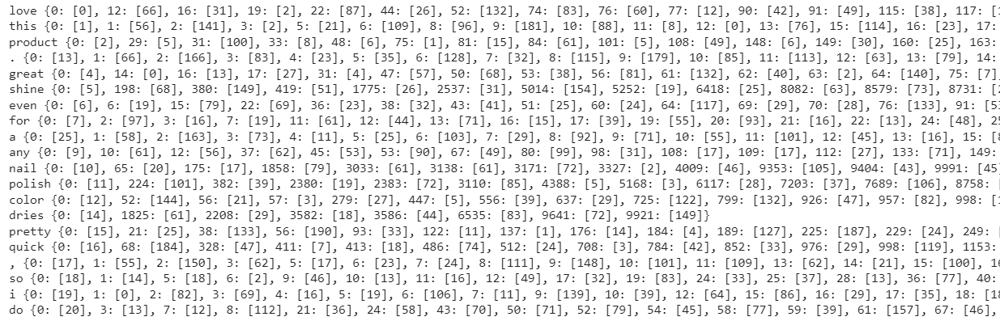 love {0: [0], 12: [66], 16: [31], 19: [2], 22: [87], 44: [26], 52: [132], 74: [83], 76: [60], 77: [12], 90: [42], 91: [49], 115: [38], 117: [1
this {0: [1], 1: [56], 2: [141], 3: [2], 5: [21], 6: [109], 8: [96], 9: [181], 10: [88], 11: [8], 12: [0], 13: [76], 15: [114], 16: [23], 17:
product {0: [2], 29: [5], 31: [100], 33: [8], 48: [6], 75: [1], 81: [15], 84: [61], 101: [5], 108: [49], 148: [6], 149: [30], 160: [25], 163:
. {0: [13], 1: [66], 2: [166], 3: [83], 4: [23], 5: [35], 6: [128], 7: [32], 8: [115], 9: [179], 10: [85], 11: [113], 12: [63], 13: [79], 14:
great {0: [4], 14: [0], 16: [13], 17: [27], 31: [4], 47: [57], 50: [68], 53: [38], 56: [81], 61: [132], 62: [40], 63: [2], 64: [140], 75: [7]
shine {0: [5], 198: [68], 380: [149], 419: [51], 1775: [26], 2537: [31], 5014: [154], 5252: [19], 6418: [25], 8082: [63], 8579: [73], 8731:
even {0: [6], 6: [19], 15: [79], 22: [69], 36: [23], 38: [32], 43: [41], 51: [25], 60: [24], 64: [117], 69: [29], 70: [28], 76: [133], 91: [53
for {0: [7], 2: [97], 3: [16], 7: [19], 11: [61], 12: [44], 13: [71], 16: [15], 17: [39], 19: [55], 20: [93], 21: [16], 22: [13], 24: [48], 25
a {0: [25], 1: [58], 2: [163], 3: [73], 4: [11], 5: [25], 6: [103], 7: [29], 8: [92], 9: [71], 10: [55], 11: [101], 12: [45], 13: [16], 15: [8
any {0: [9], 10: [61], 12: [56], 37: [62], 45: [53], 53: [90], 67: [49], 80: [99], 98: [31], 108: [17], 109: [17], 112: [27], 133: [71], 149:
nail {0: [10], 65: [20], 175: [17], 1858: [79], 3033: [61], 3138: [61], 3171: [72], 3327: [2], 4009: [46], 9353: [105], 9404: [43], 9991: [45]
polish {0: [11], 224: [101], 382: [39], 2380: [19], 2383: [72], 3110: [85], 4388: [5], 5168: [3], 6117: [28], 7203: [37], 7689: [106], 8758: [
color {0: [12], 52: [144], 56: [21], 57: [3], 279: [27], 447: [5], 556: [39], 637: [29], 725: [122], 799: [132], 926: [47], 957: [82], 998: [1
dries {0: [14], 1825: [61], 2208: [29], 3582: [18], 3586: [44], 6535: [83], 9641: [72], 9921: [149]}
pretty {0: [15], 21: [25], 38: [133], 56: [190], 93: [33], 122: [11], 137: [1], 176: [14], 184: [4], 189: [127], 225: [187], 229: [24], 249: [
quick {0: [16], 68: [184], 328: [47], 411: [7], 413: [18], 486: [74], 512: [24], 708: [3], 784: [42], 852: [33], 976: [29], 998: [119], 1153:
, {0: [17], 1: [55], 2: [150], 3: [62], 5: [17], 6: [23], 7: [24], 8: [111], 9: [148], 10: [101], 11: [109], 13: [62], 14: [21], 15: [100], 16
so {0: [18], 1: [14], 5: [18], 6: [2], 9: [46], 10: [13], 11: [16], 12: [49], 17: [32], 19: [83], 24: [33], 25: [37], 28: [13], 36: [77], 40:
i {0: [19], 1: [0], 2: [82], 3: [69], 4: [16], 5: [19], 6: [106], 7: [11], 9: [139], 10: [39], 12: [64], 15: [86], 16: [29], 17: [35], 18: [18
do {0: [20], 3: [13], 7: [12], 8: [112], 21: [36], 24: [58], 43: [70], 50: [71], 52: [79], 54: [45], 58: [77], 59: [39], 61: [157], 67: [46],